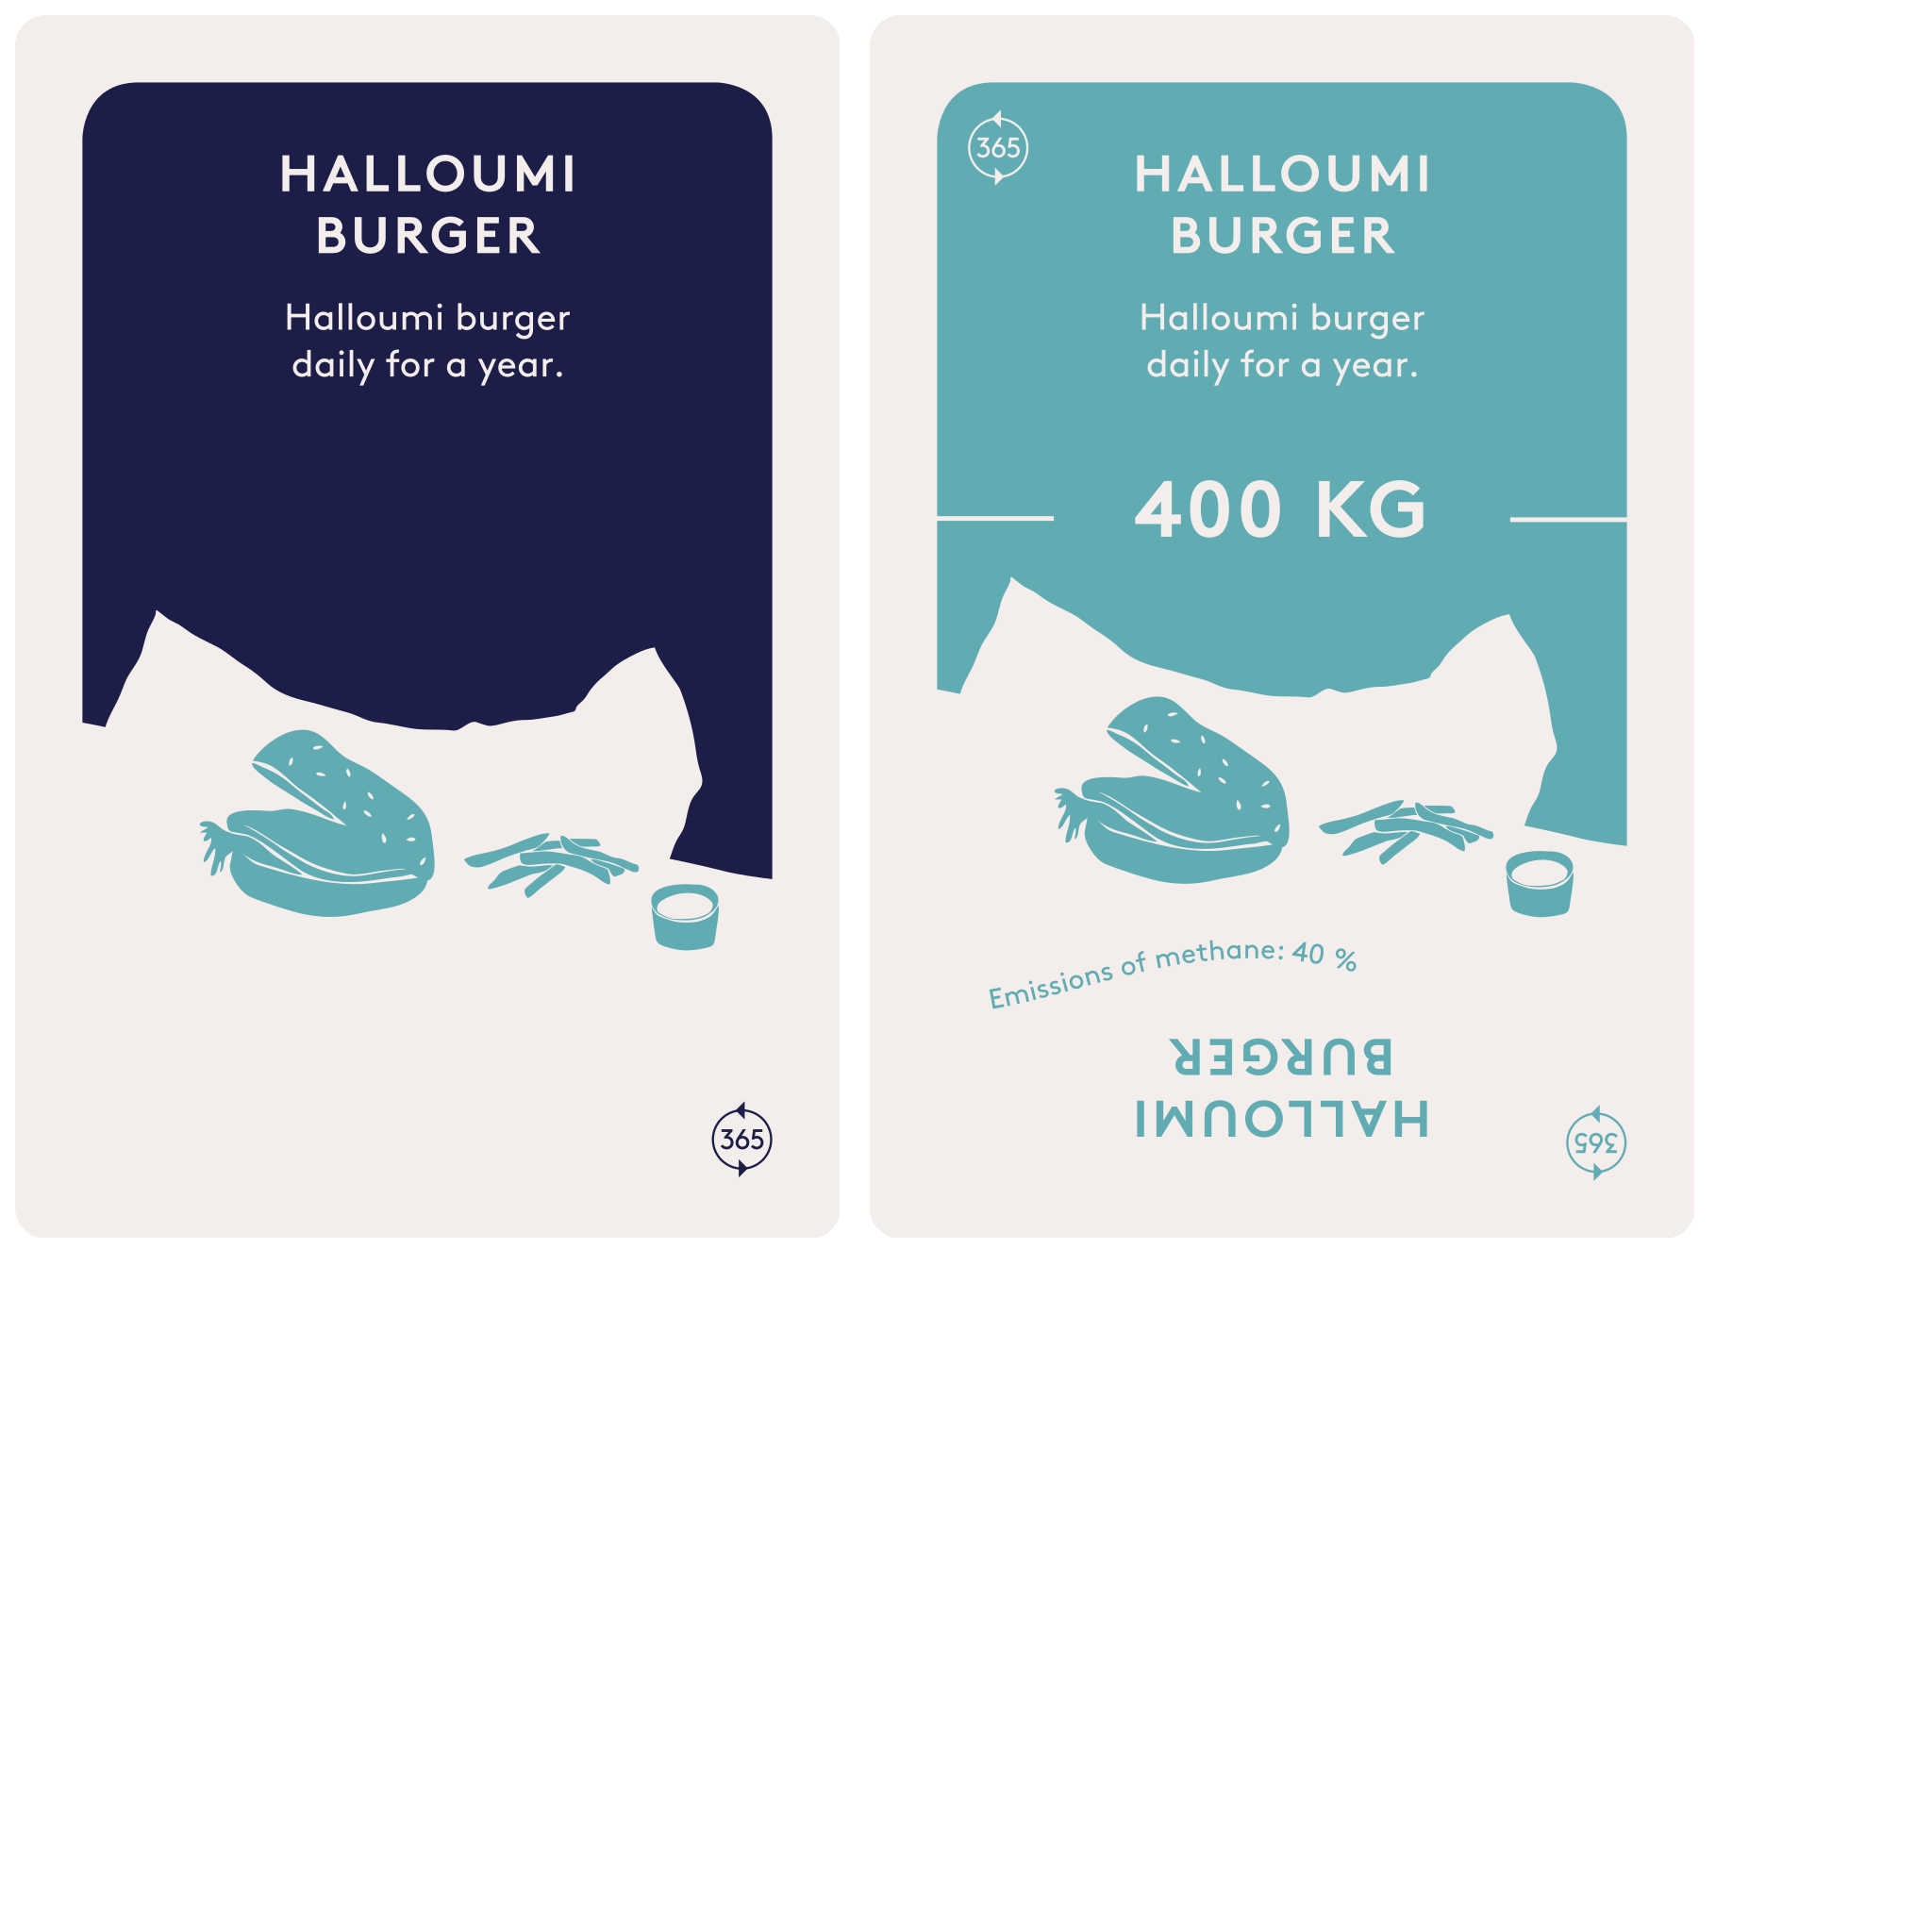 HALLOUMI
BURGER
Halloumi burger
daily for a year.
365
365
HALLOUMI
BURGER
Halloumi burger
daily for a year.
400 KG
Emissions of methane: 40 %
HALLOUMI
BURGER
365